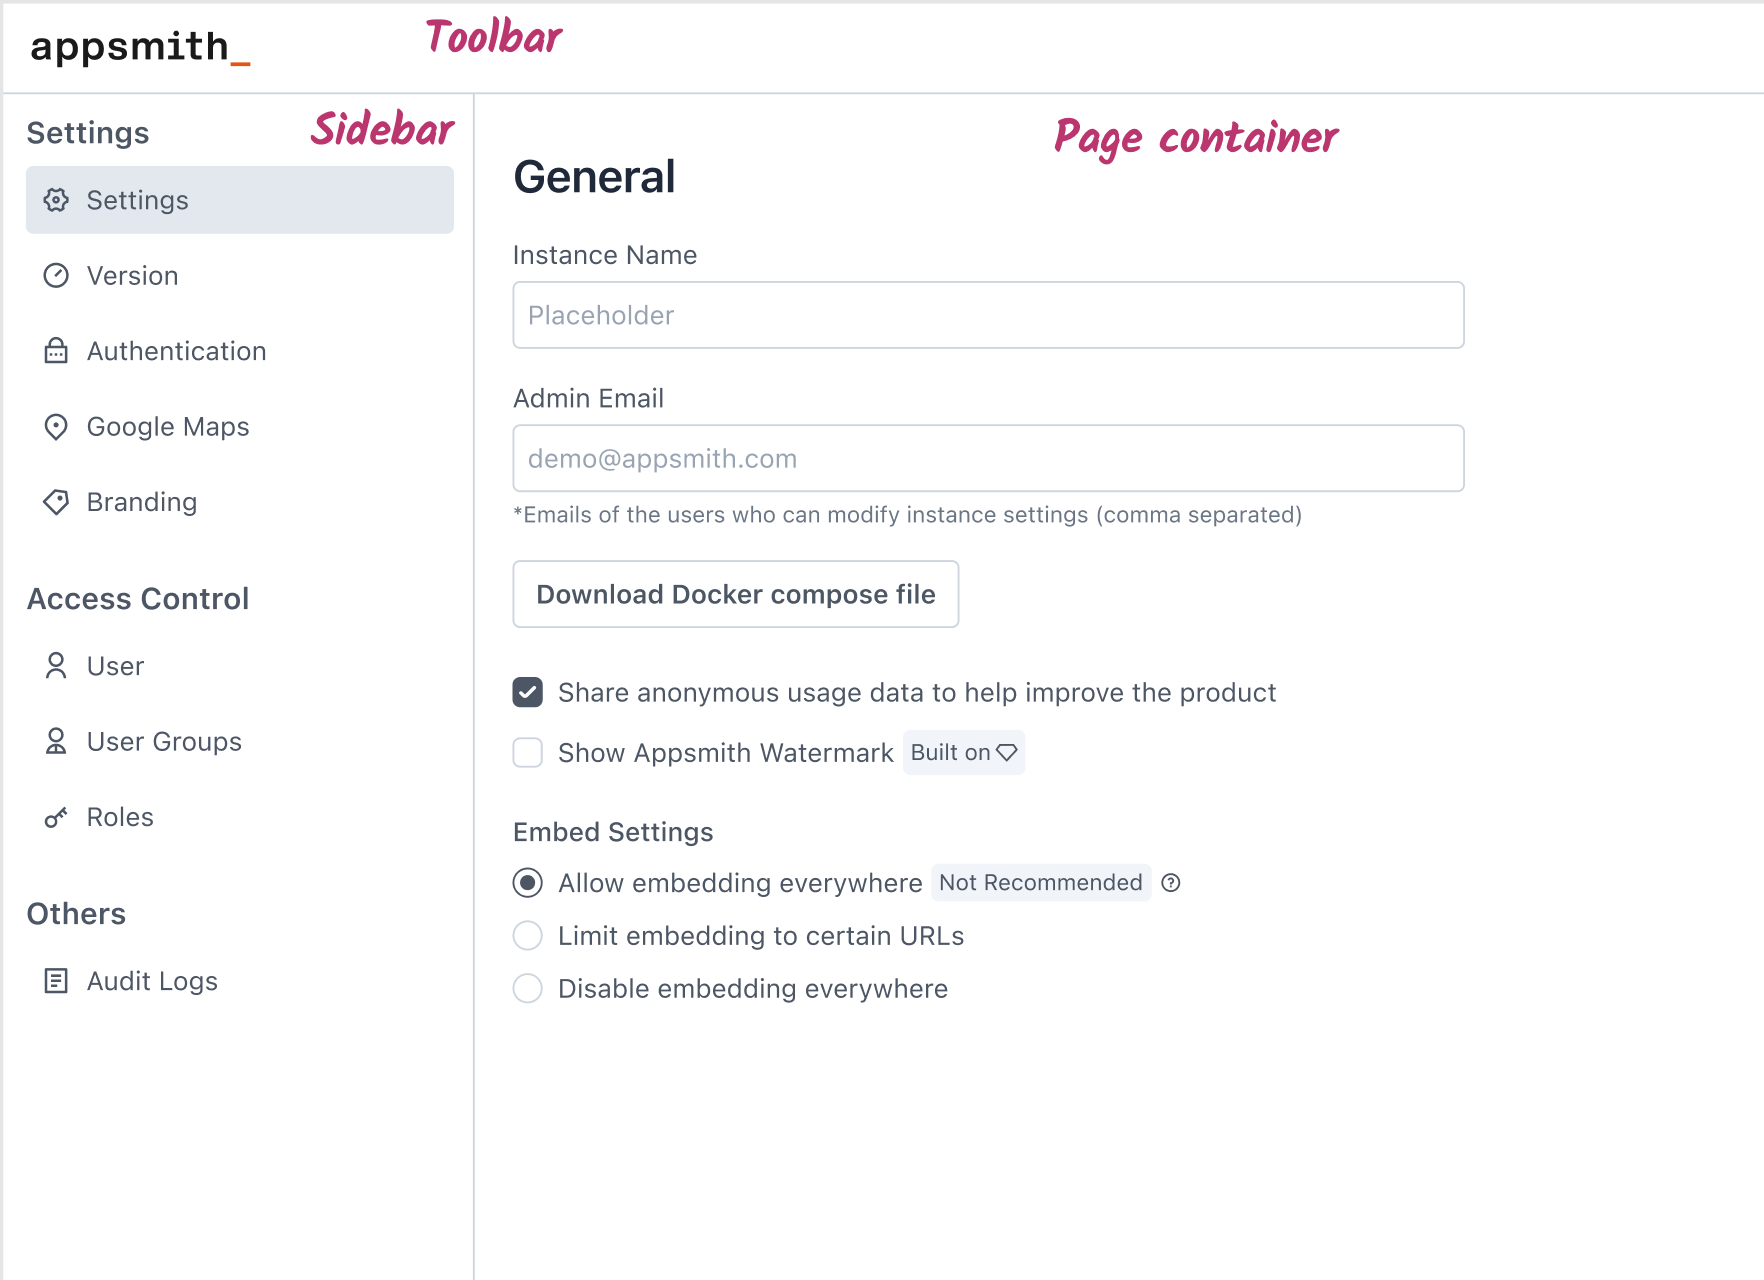 appsmith_
Toolbar
Settings
Sidebar
Settings
Version
Authentication
Google Maps
Branding
Access Control
User
User Groups
Roles
Others
Audit Logs
Page container
General
Instance Name
Placeholder
Admin Email
demo@appsmith.com
*Emails of the users who can modify instance settings (comma separated)
Download Docker compose file
Share anonymous usage data to help improve the product
Show Appsmith Watermark Built on
Embed Settings
Allow embedding everywhere Not Recommended ?
Limit embedding to certain URLs
Disable embedding everywhere